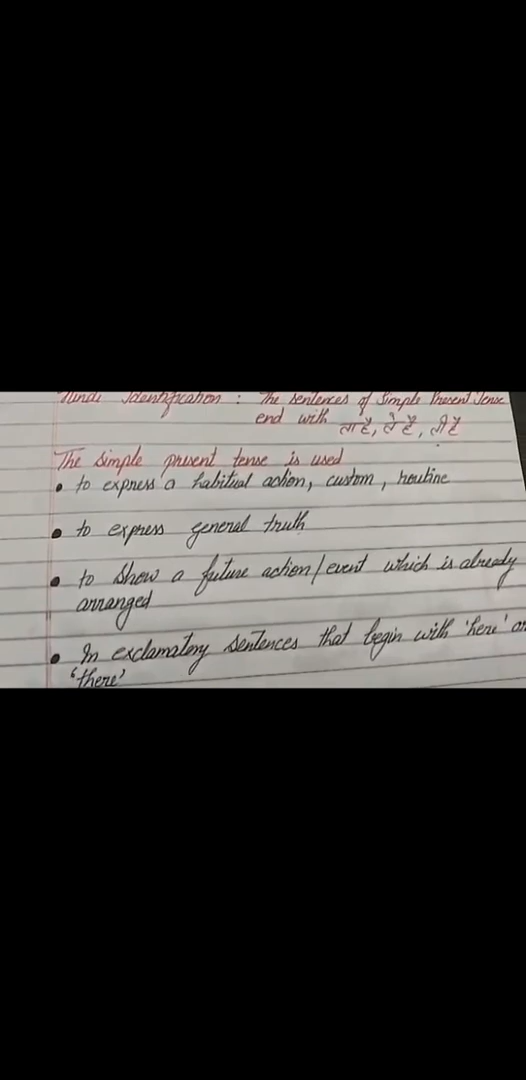 Hindi Identification : The sentences of Simple Present Tense
end with ता है, ते हैं, ती है
The simple present tense is used
• to express a habitual action, custom, routine
• to express general truth
• to show a future action/event which is already
arranged
• In exclamatory sentences that begin with 'here' or
'there'